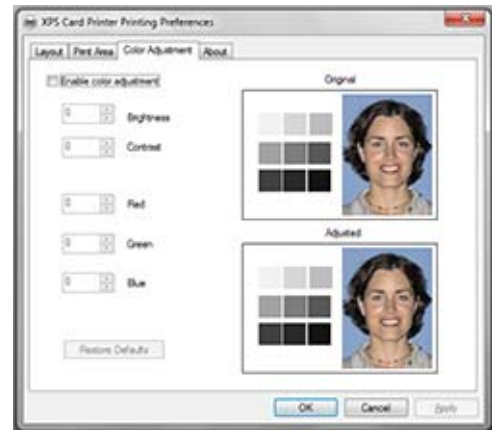 XPS Card Printer Printing Preferences
Layout Print Area Color Adjustment About
Enable color adjustment
Original
0 Brightness
0 Contrast
0 Red
Adjusted
0 Green
0 Blue
Restore Defaults
OK Cancel Apply